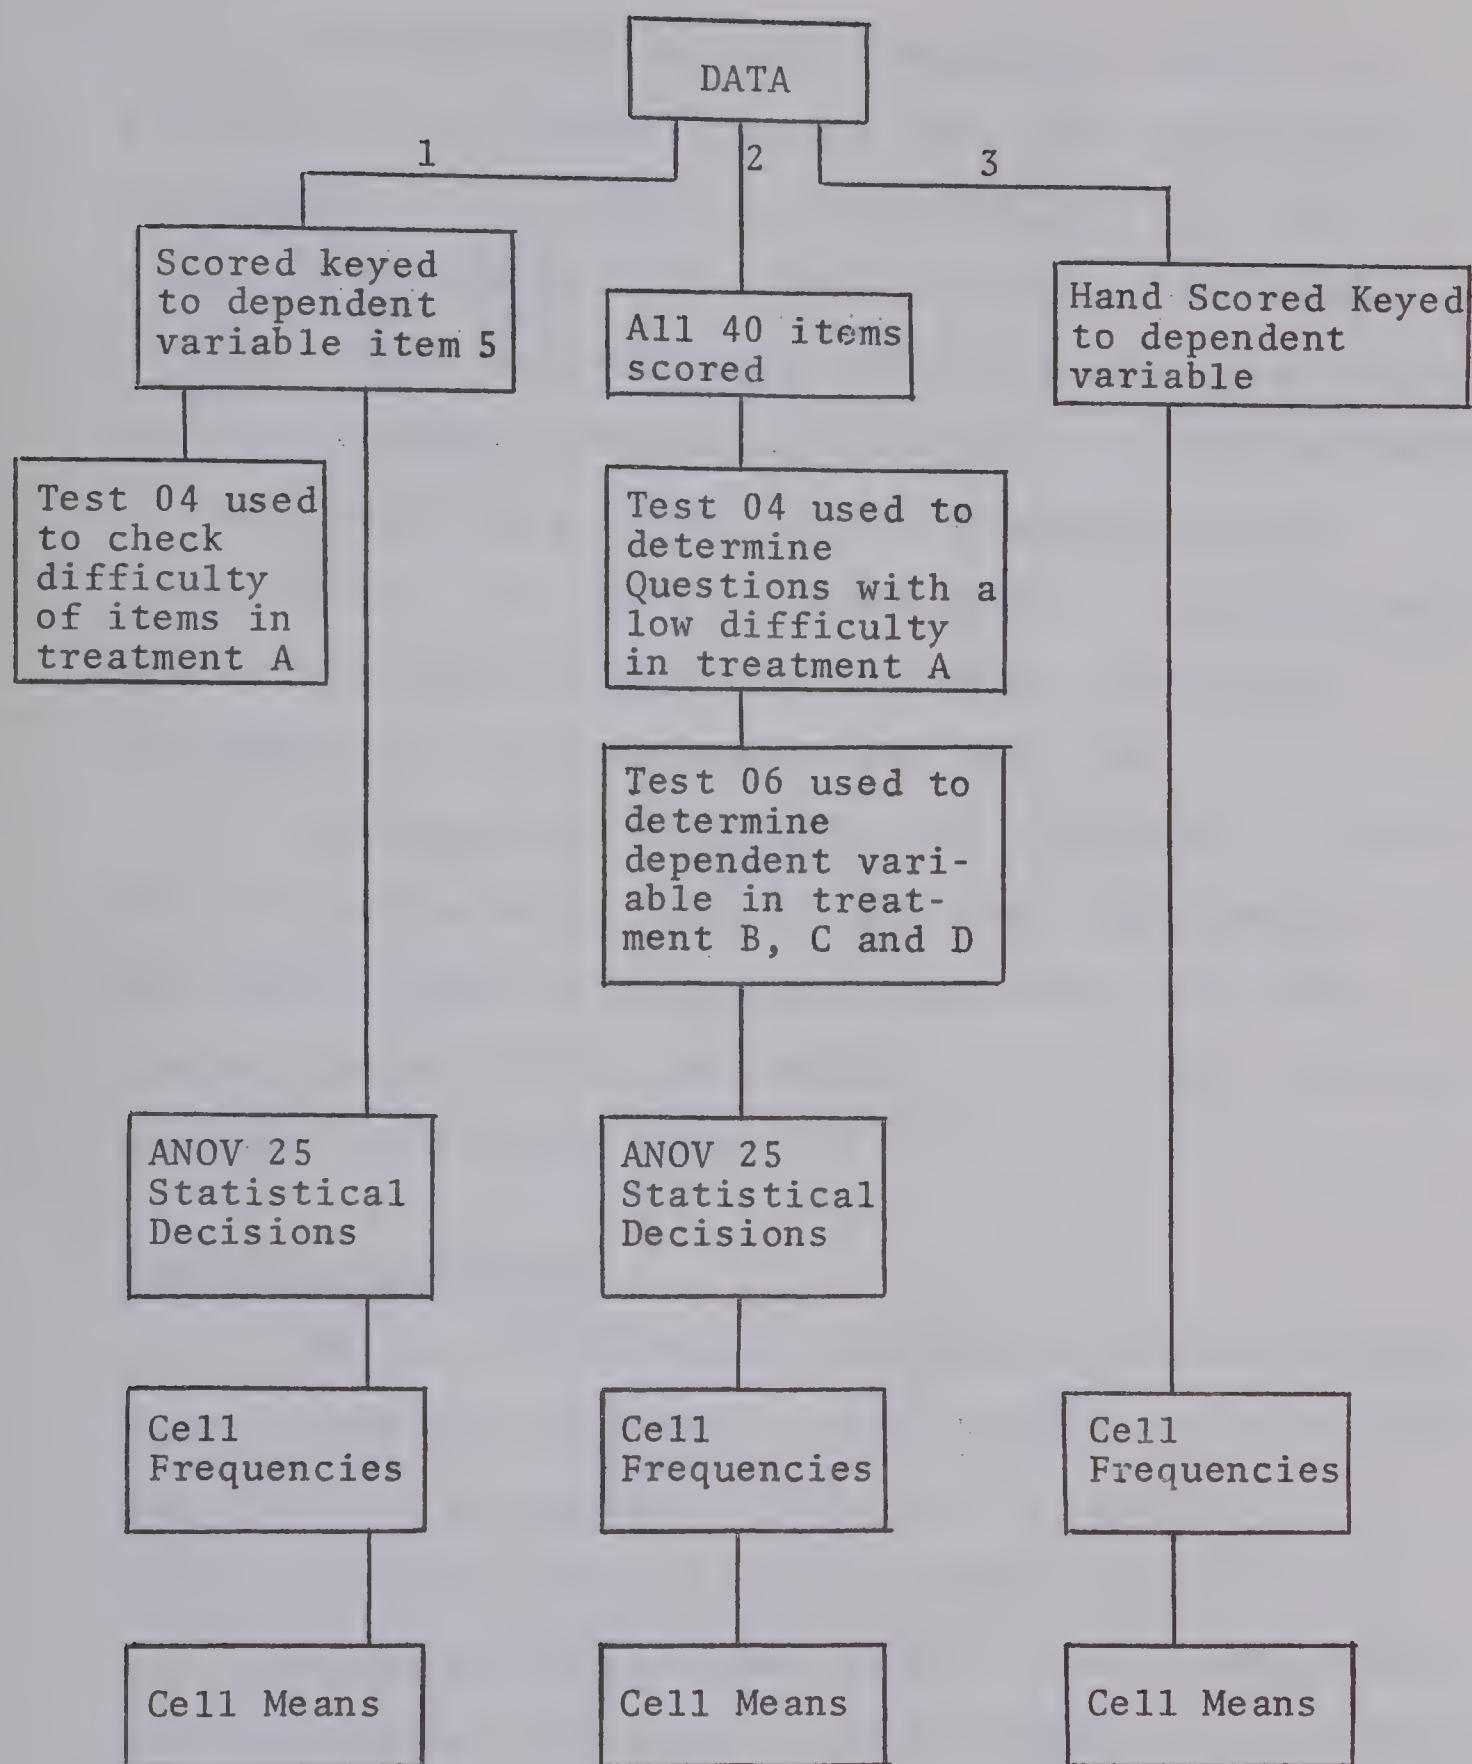 DATA
1
2
3
Scored keyed
to dependent
variable item 5
All 40 items
scored
Hand Scored Keyed
to dependent
variable
Test 04 used
to check
difficulty
of items in
treatment A
Test 04 used to
determine
Questions with a
low difficulty
in treatment A
Test 06 used to
determine
dependent vari-
able in treat-
ment B, C and D
ANOV 25
Statistical
Decisions
ANOV 25
Statistical
Decisions
Cell
Frequencies
Cell
Frequencies
Cell
Frequencies
Cell Means
Cell Means
Cell Means